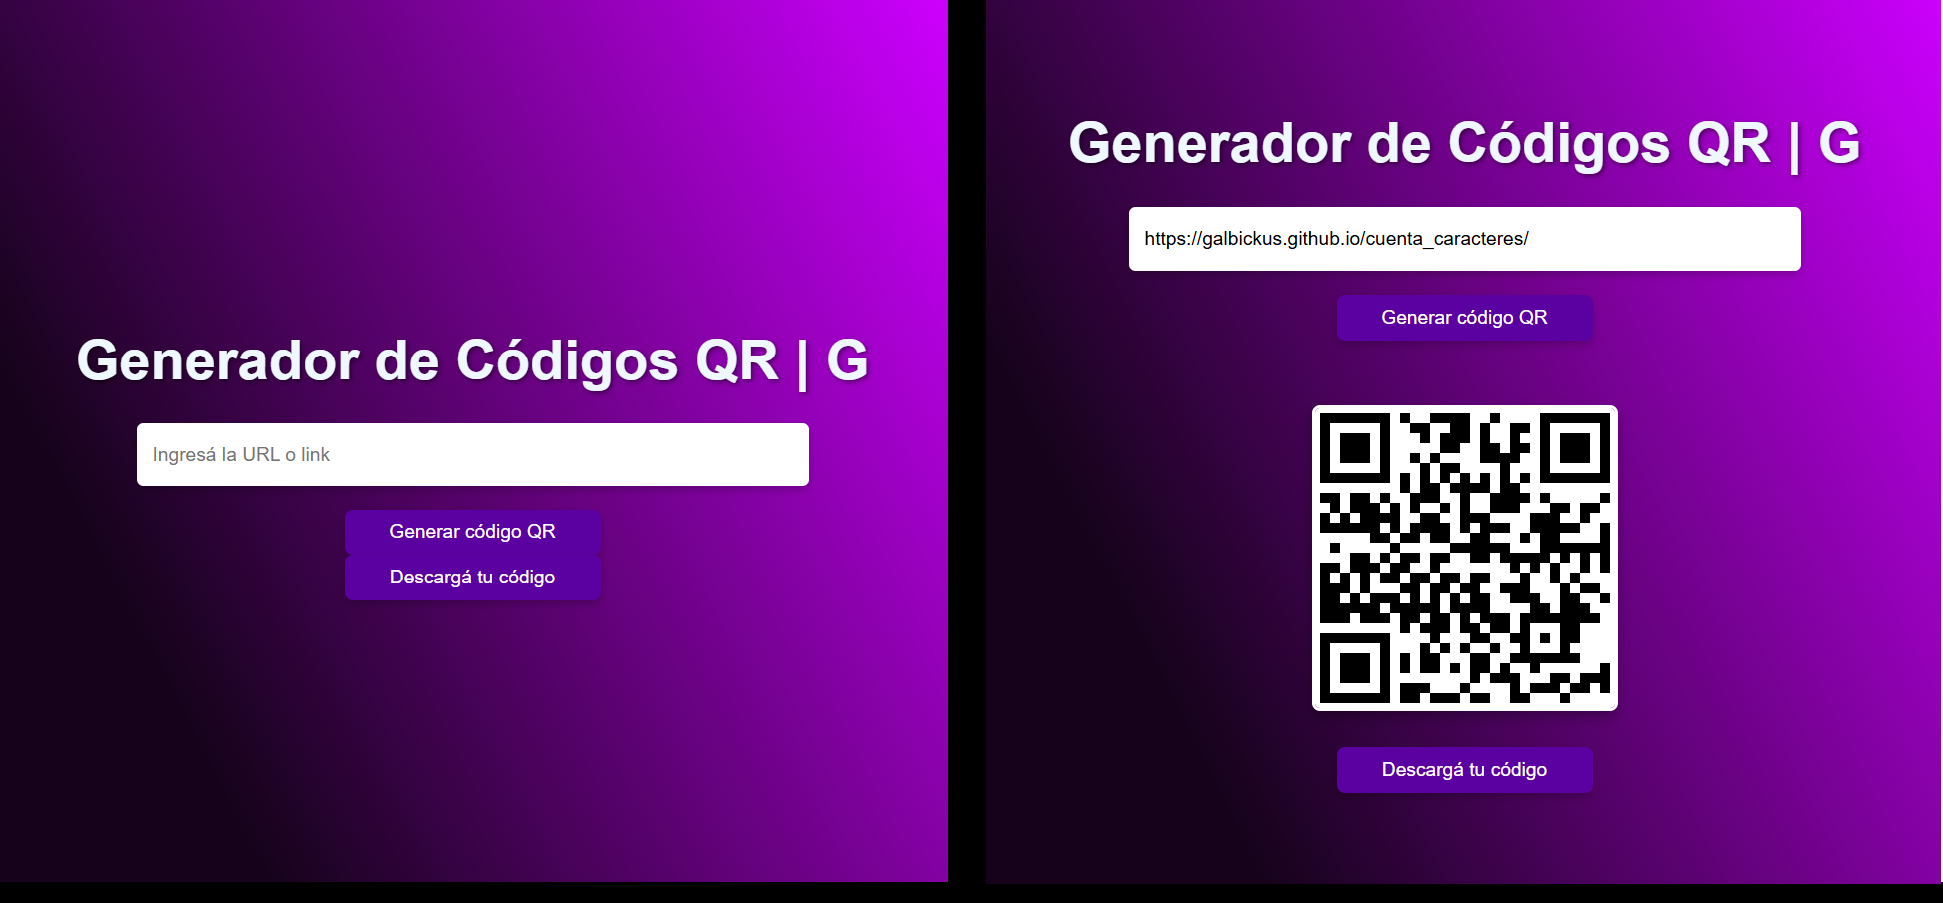 Generador de Códigos QR | G
Ingresá la URL o link
Generar código QR
Descargá tu código
Generador de Códigos QR | G
https://galbickus.github.io/cuenta_caracteres/
Generar código QR
Descargá tu código